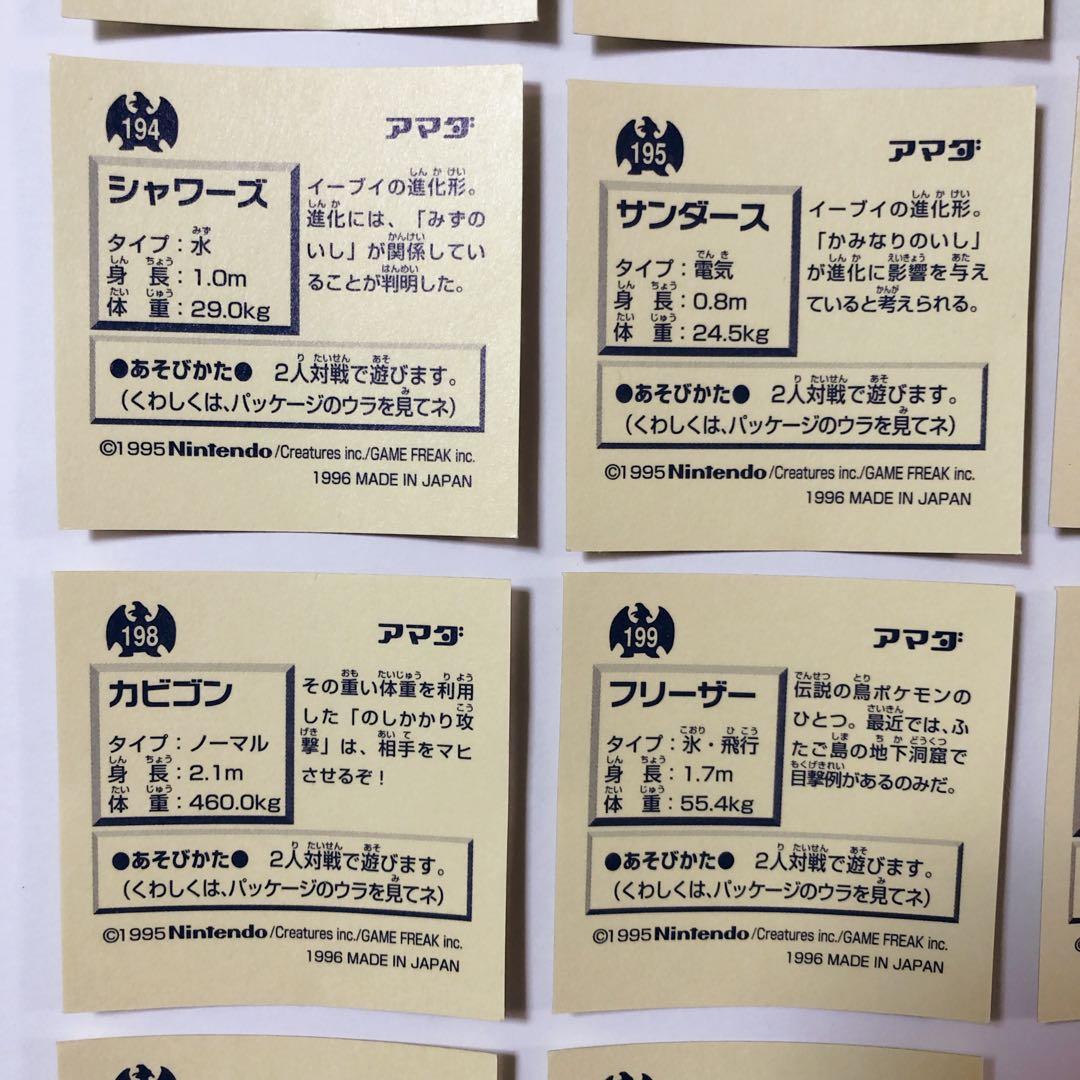 194
アマダ
シャワーズ
タイプ：水
身長：1.0m
体重：29.0kg
イーブイの進化形。
進化には、「みずの
いし」が関係してい
ることが判明した。
●あそびかた● 2人対戦で遊びます。
（くわしくは、パッケージのウラを見てネ）
©1995 Nintendo/Creatures inc./GAME FREAK inc.
1996 MADE IN JAPAN
195
アマダ
サンダース
タイプ：電気
身長：0.8m
体重：24.5kg
イーブイの進化形。
「かみなりのいし」
が進化に影響を与え
ていると考えられる。
●あそびかた● 2人対戦で遊びます。
（くわしくは、パッケージのウラを見てネ）
©1995 Nintendo/Creatures inc./GAME FREAK inc.
1996 MADE IN JAPAN
198
アマダ
カビゴン
タイプ：ノーマル
身長：2.1m
体重：460.0kg
その重い体重を利用
した「のしかかり攻
撃」は、相手をマヒ
させるぞ！
●あそびかた● 2人対戦で遊びます。
（くわしくは、パッケージのウラを見てネ）
©1995 Nintendo/Creatures inc./GAME FREAK inc.
1996 MADE IN JAPAN
199
アマダ
フリーザー
タイプ：氷・飛行
身長：1.7m
体重：55.4kg
伝説の鳥ポケモンの
ひとつ。最近では、ふ
たご島の地下洞窟で
目撃例があるのみだ。
●あそびかた● 2人対戦で遊びます。
（くわしくは、パッケージのウラを見てネ）
©1995 Nintendo/Creatures inc./GAME FREAK inc.
1996 MADE IN JAPAN